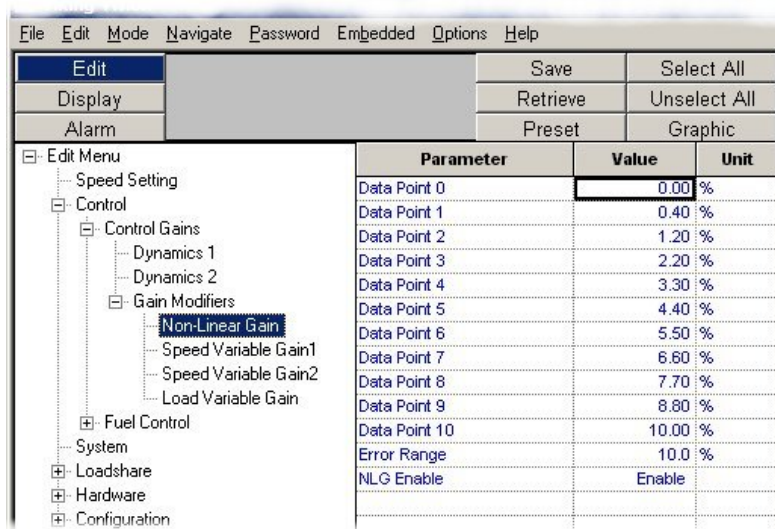 File Edit Mode Navigate Password Embedded Options Help
Edit Save Select All
Display Retrieve Unselect All
Alarm Preset Graphic
Edit Menu
Speed Setting
Control
Control Gains
Dynamics 1
Dynamics 2
Gain Modifiers
Non-Linear Gain
Speed Variable Gain1
Speed Variable Gain2
Load Variable Gain
Fuel Control
System
Loadshare
Hardware
Configuration
Parameter Value Unit
Data Point 0 0.00 %
Data Point 1 0.40 %
Data Point 2 1.20 %
Data Point 3 2.20 %
Data Point 4 3.30 %
Data Point 5 4.40 %
Data Point 6 5.50 %
Data Point 7 6.60 %
Data Point 8 7.70 %
Data Point 9 8.80 %
Data Point 10 10.00 %
Error Range 10.0 %
NLG Enable Enable